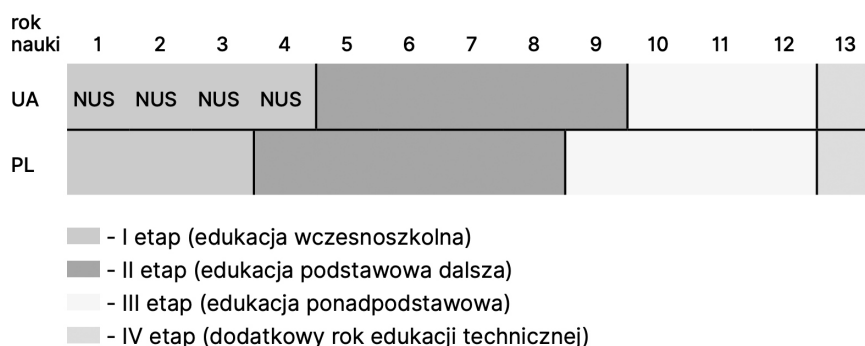 rok
nauki 1 2 3 4 5 6 7 8 9 10 11 12 13
UA NUS NUS NUS NUS
PL
- I etap (edukacja wczesnoszkolna)
- II etap (edukacja podstawowa dalsza)
- III etap (edukacja ponadpodstawowa)
- IV etap (dodatkowy rok edukacji technicznej)